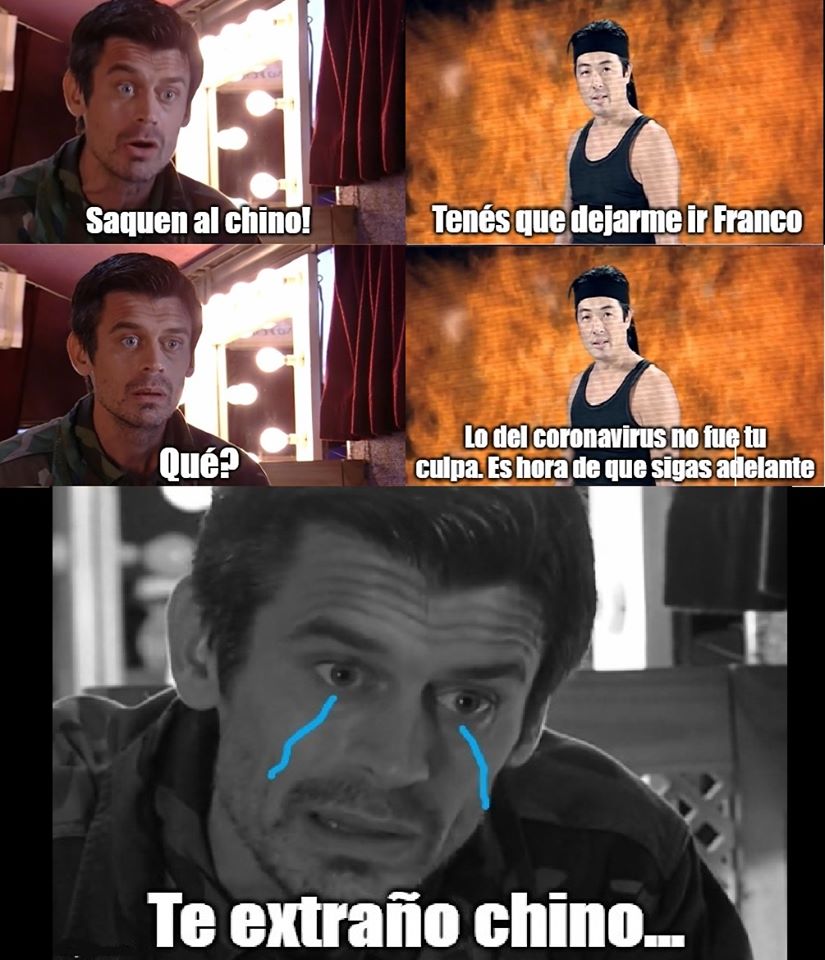 Saquen al chino!
Tenés que dejarme ir Franco
Qué?
Lo del coronavirus no fue tu
culpa. Es hora de que sigas adelante
Te extraño chino...